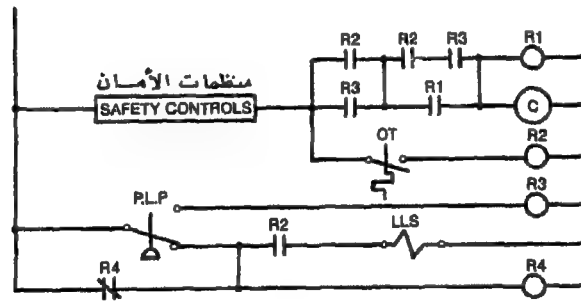 R2 R2 R3 R1
منظمات الأمان
SAFETY CONTROLS
R3 R1 C
OT R2
P.L.P R3
R2 LLS
R4 R4